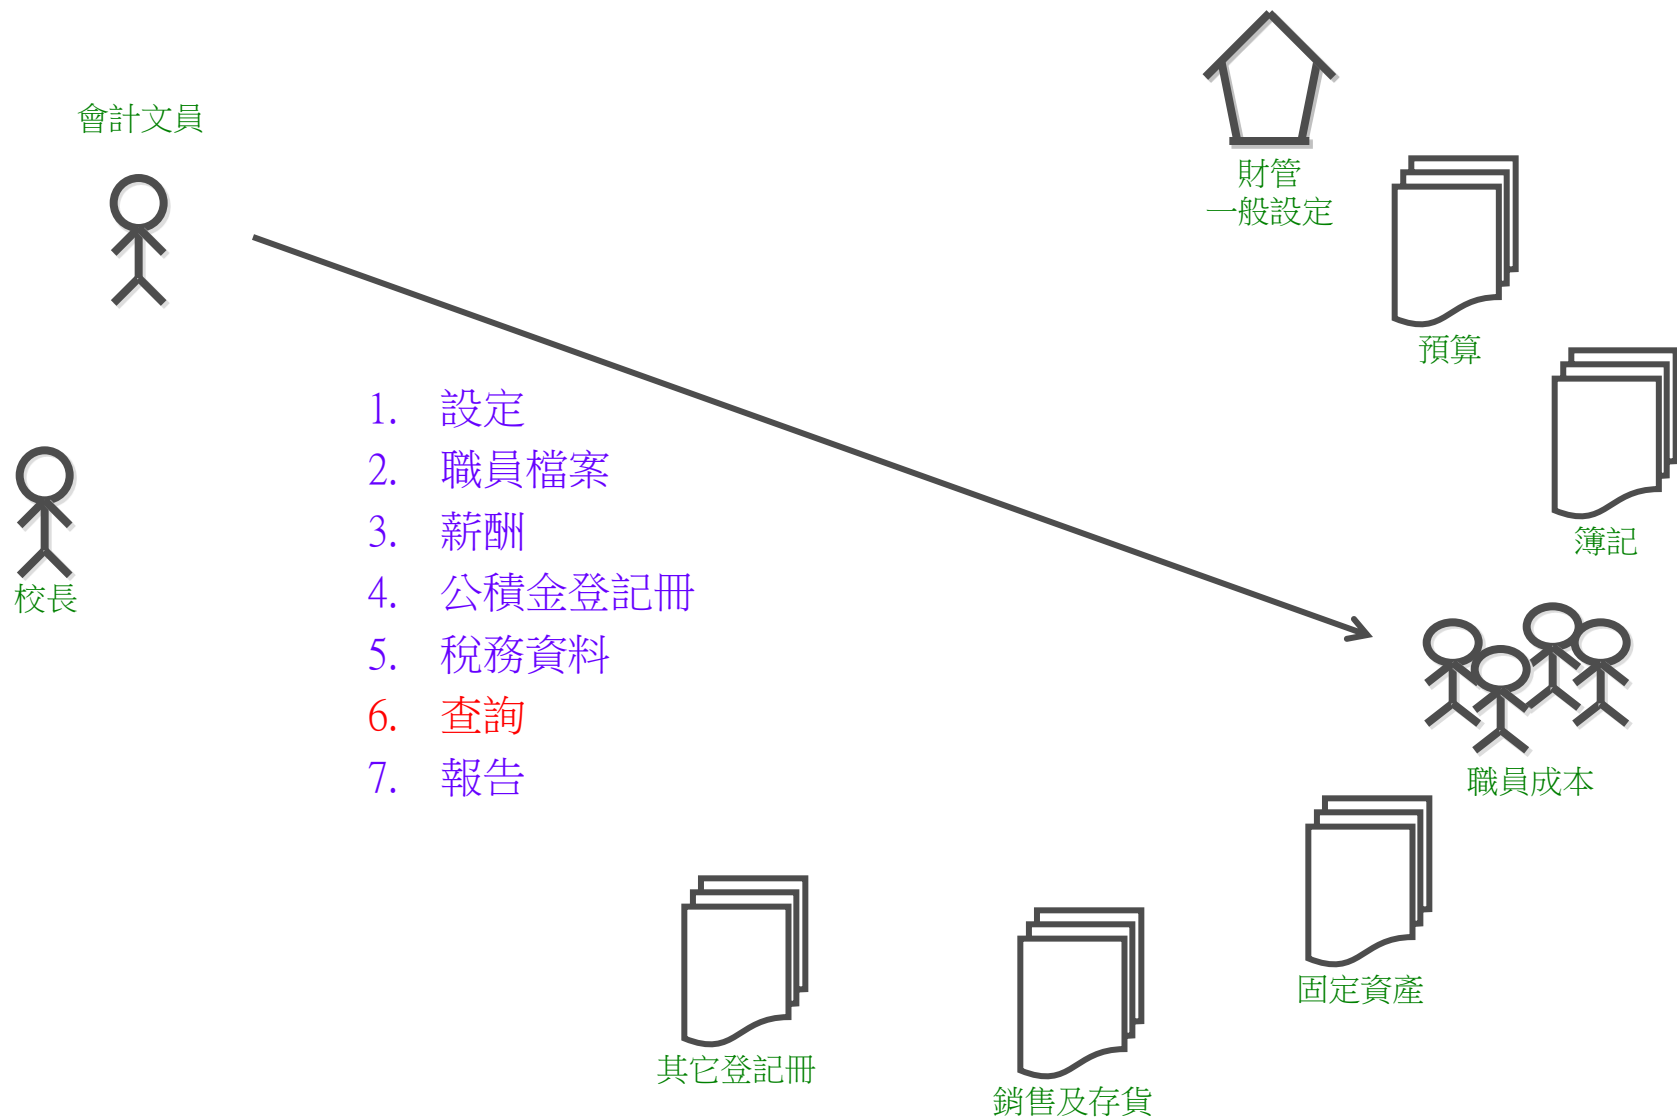 會計文員
財管
一般設定
預算
1. 設定
2. 職員檔案
3. 薪酬
4. 公積金登記冊
5. 稅務資料
6. 查詢
7. 報告
簿記
校長
職員成本
固定資產
其它登記冊
銷售及存貨